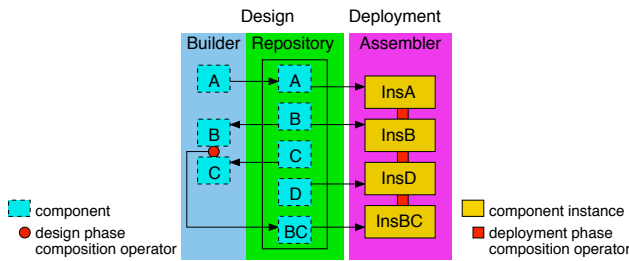 Design Deployment
Builder Repository Assembler
A A InsA
B B InsB
C C
D InsD
BC InsBC
component
design phase
composition operator
component instance
deployment phase
composition operator